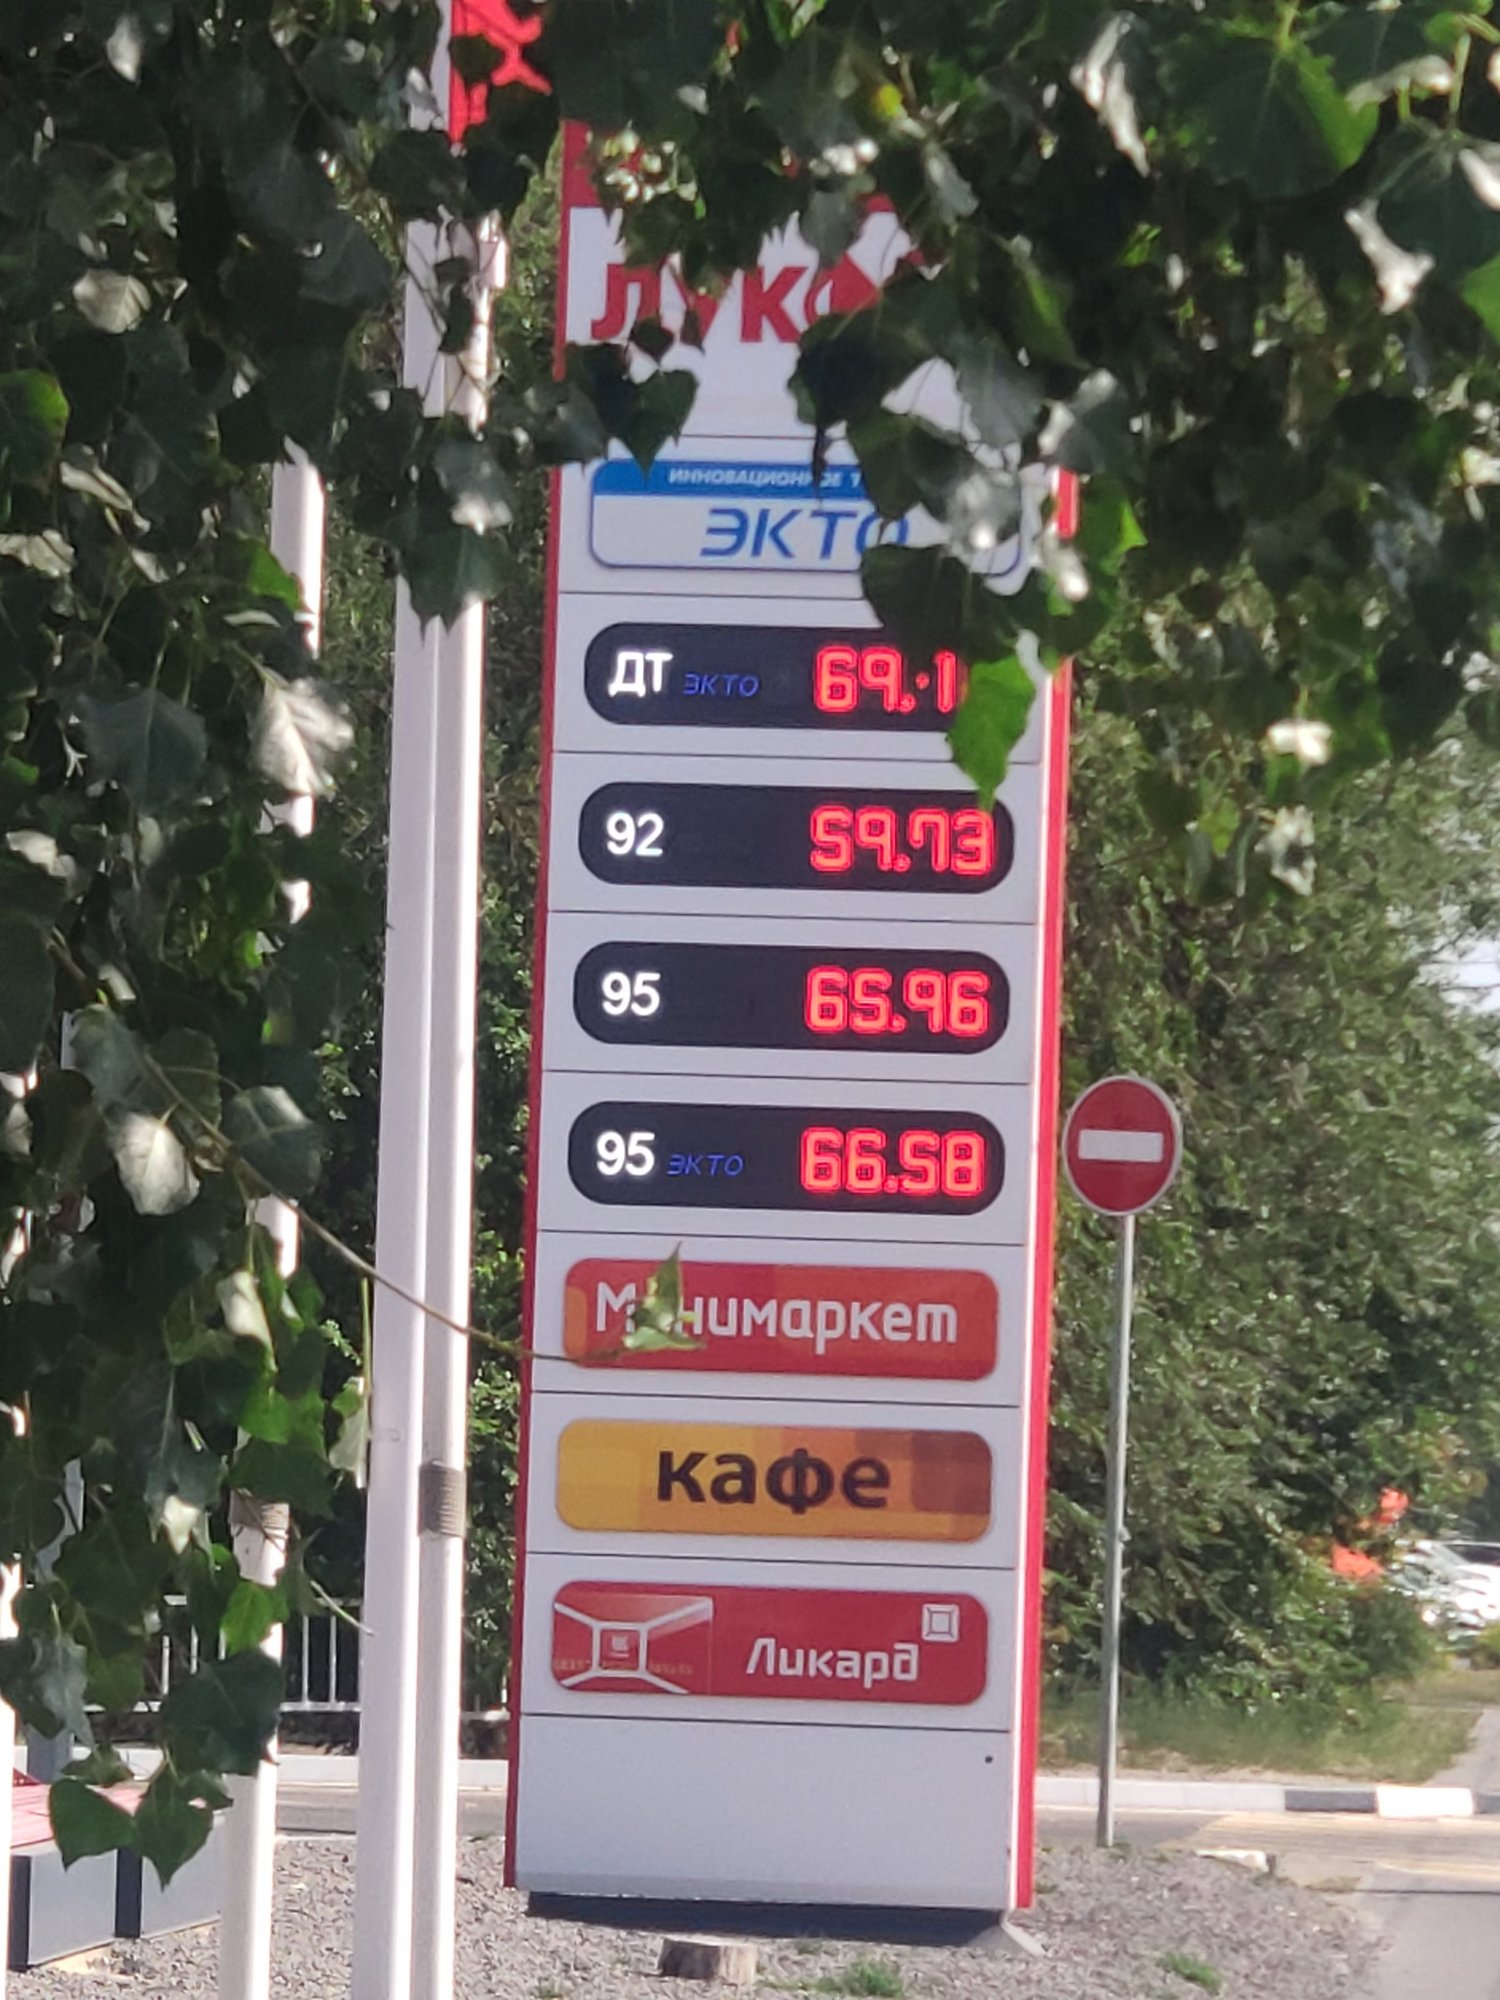 ЛУКО
ИННОВАЦИОННОЕ
ЭКТО
ДТ ЭКТО 69.1
92 59.73
95 65.96
95 ЭКТО 66.58
Минимаркет
кафе
Ликард